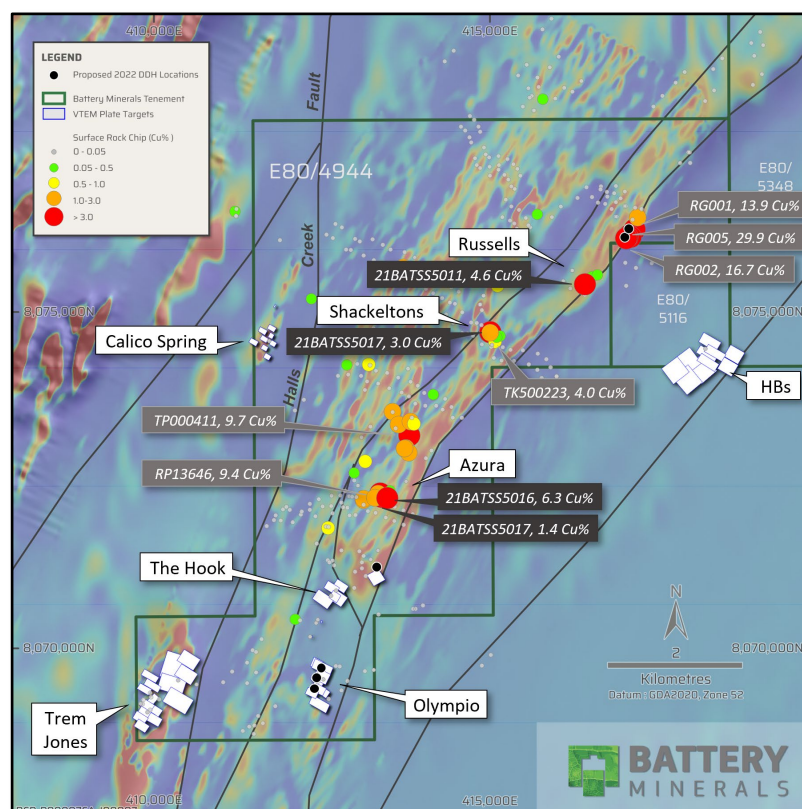 410,000E
415,000E
LEGEND
Proposed 2022 DDH Locations
Battery Minerals Tenement
VTEM Plate Targets
Surface Rock Chip (Cu% )
0 - 0.05
0.05 - 0.5
0.5 - 1.0
1.0-3.0
> 3.0
Fault
E80/4944
E80/
5348
RG001, 13.9 Cu%
RG005, 29.9 Cu%
RG002, 16.7 Cu%
Russells
21BATSS5011, 4.6 Cu%
Creek
E80/
5116
8,075,000N
8,075,000N
Shackeltons
21BATSS5017, 3.0 Cu%
Calico Spring
TK500223, 4.0 Cu%
HBs
Halls
TP000411, 9.7 Cu%
Azura
RP13646, 9.4 Cu%
21BATSS5016, 6.3 Cu%
21BATSS5017, 1.4 Cu%
The Hook
N
8,070,000N
8,070,000N
2
Kilometres
Datum : GDA2020, Zone 52
Trem
Jones
Olympio
BATTERY
MINERALS
410,000E
415,000E